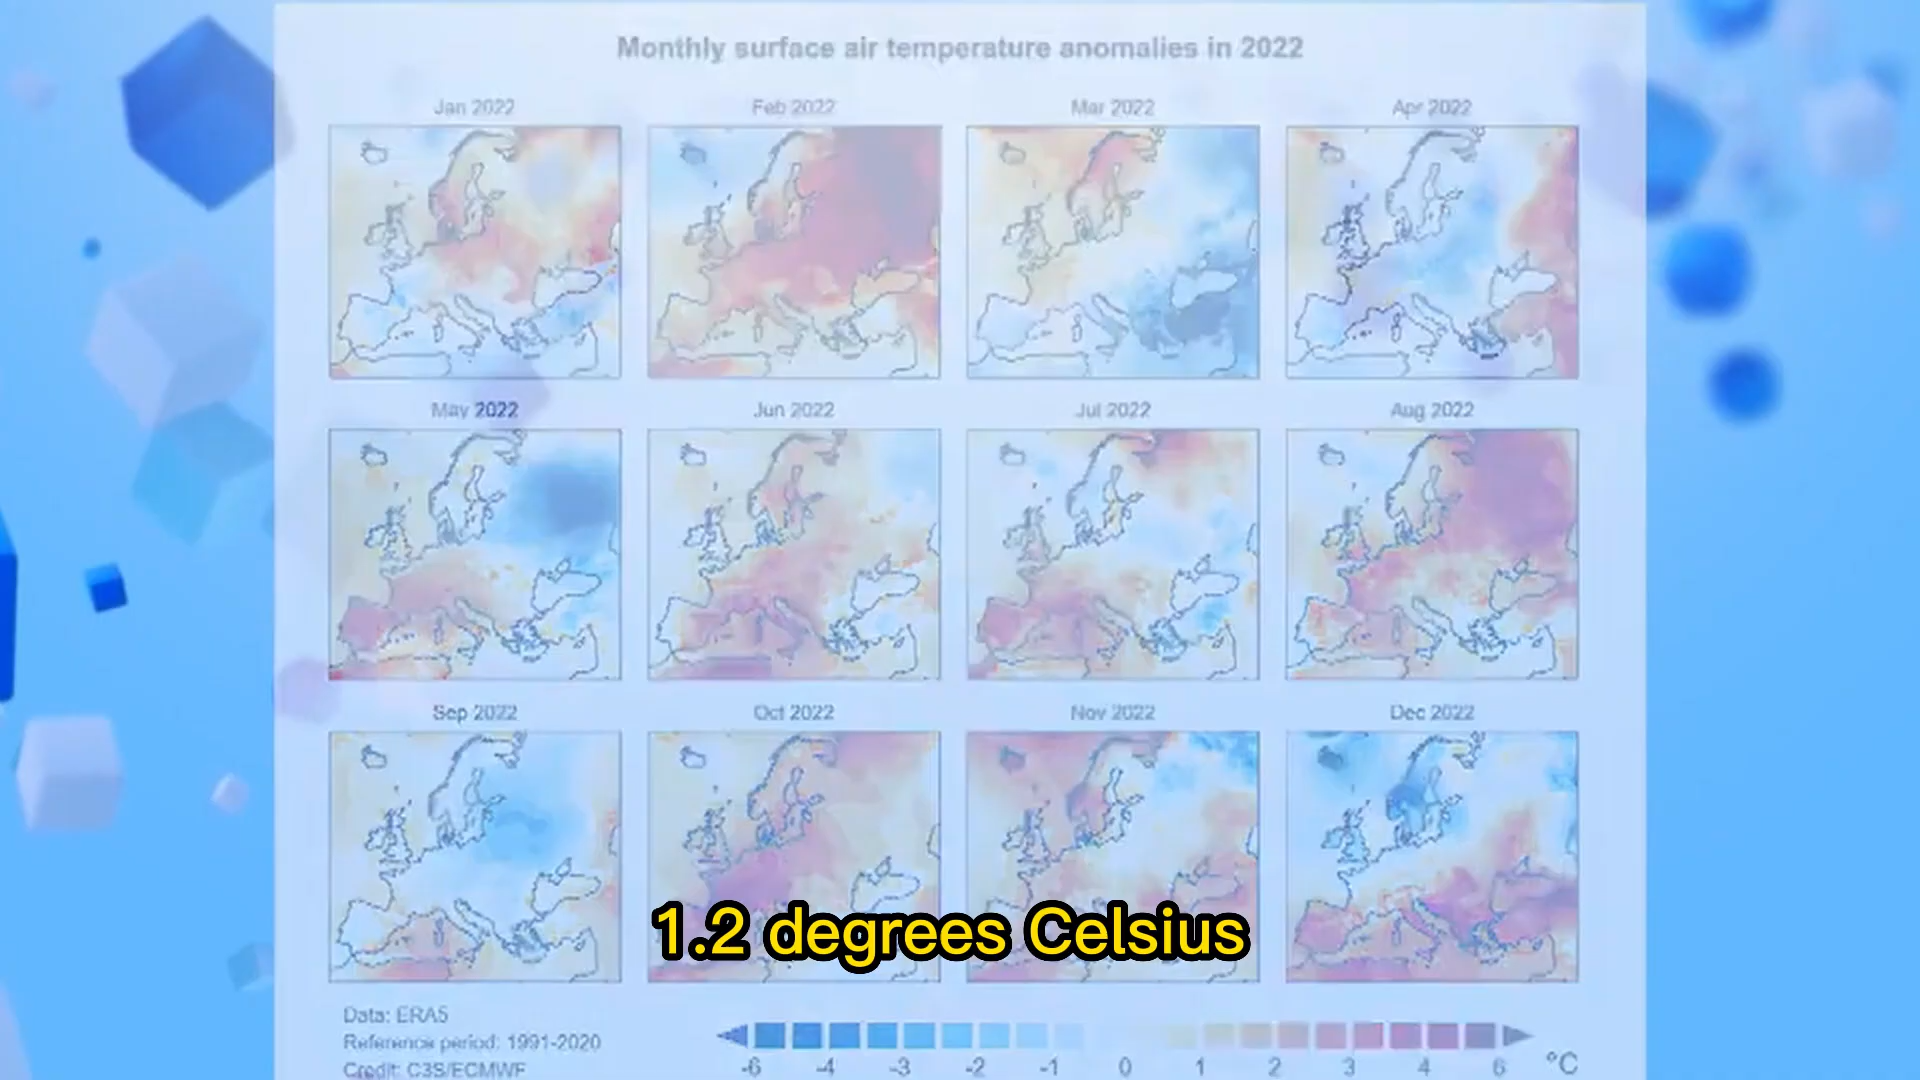 Monthly surface air temperature anomalies in 2022
Jan 2022
Feb 2022
Mar 2022
Apr 2022
May 2022
Jun 2022
Jul 2022
Aug 2022
Sep 2022
Oct 2022
Nov 2022
Dec 2022
1.2 degrees Celsius
Data: ERA5
Reference period: 1991-2020
Credit: C3S/ECMWF
-6 -4 -3 -2 -1 0 1 2 3 4 6 °C